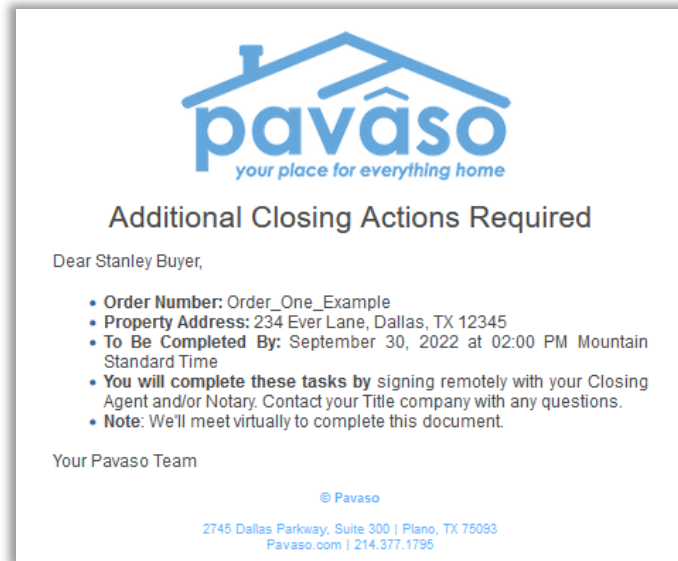 pavâso
your place for everything home
Additional Closing Actions Required
Dear Stanley Buyer,
• Order Number: Order_One_Example
• Property Address: 234 Ever Lane, Dallas, TX 12345
• To Be Completed By: September 30, 2022 at 02:00 PM Mountain
Standard Time
• You will complete these tasks by signing remotely with your Closing
Agent and/or Notary. Contact your Title company with any questions.
• Note: We'll meet virtually to complete this document.
Your Pavaso Team
© Pavaso
2745 Dallas Parkway, Suite 300 | Plano, TX 75093
Pavaso.com | 214.377.1795